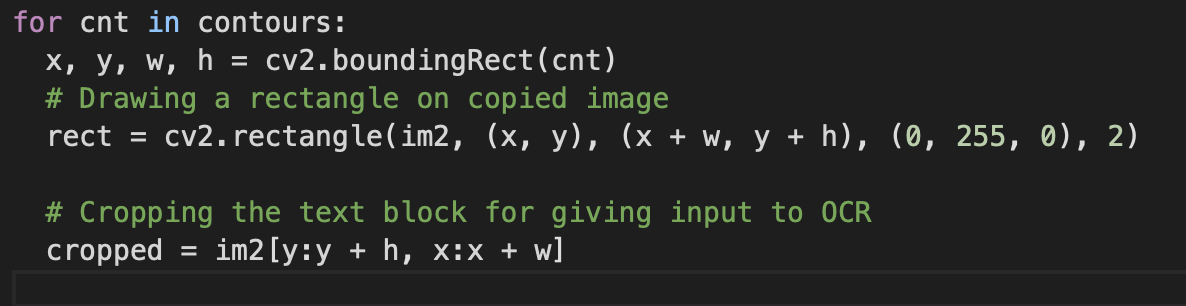 for cnt in contours:
  x, y, w, h = cv2.boundingRect(cnt)
  # Drawing a rectangle on copied image
  rect = cv2.rectangle(im2, (x, y), (x + w, y + h), (0, 255, 0), 2)

  # Cropping the text block for giving input to OCR
  cropped = im2[y:y + h, x:x + w]